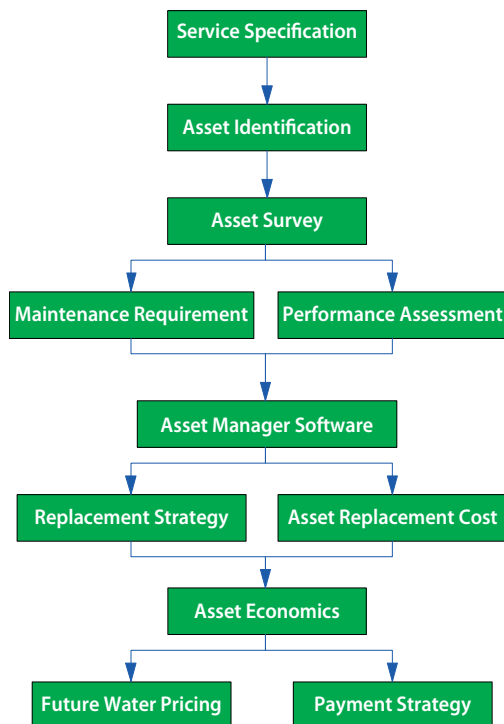 Service Specification
Asset Identification
Asset Survey
Maintenance Requirement
Performance Assessment
Asset Manager Software
Replacement Strategy
Asset Replacement Cost
Asset Economics
Future Water Pricing
Payment Strategy